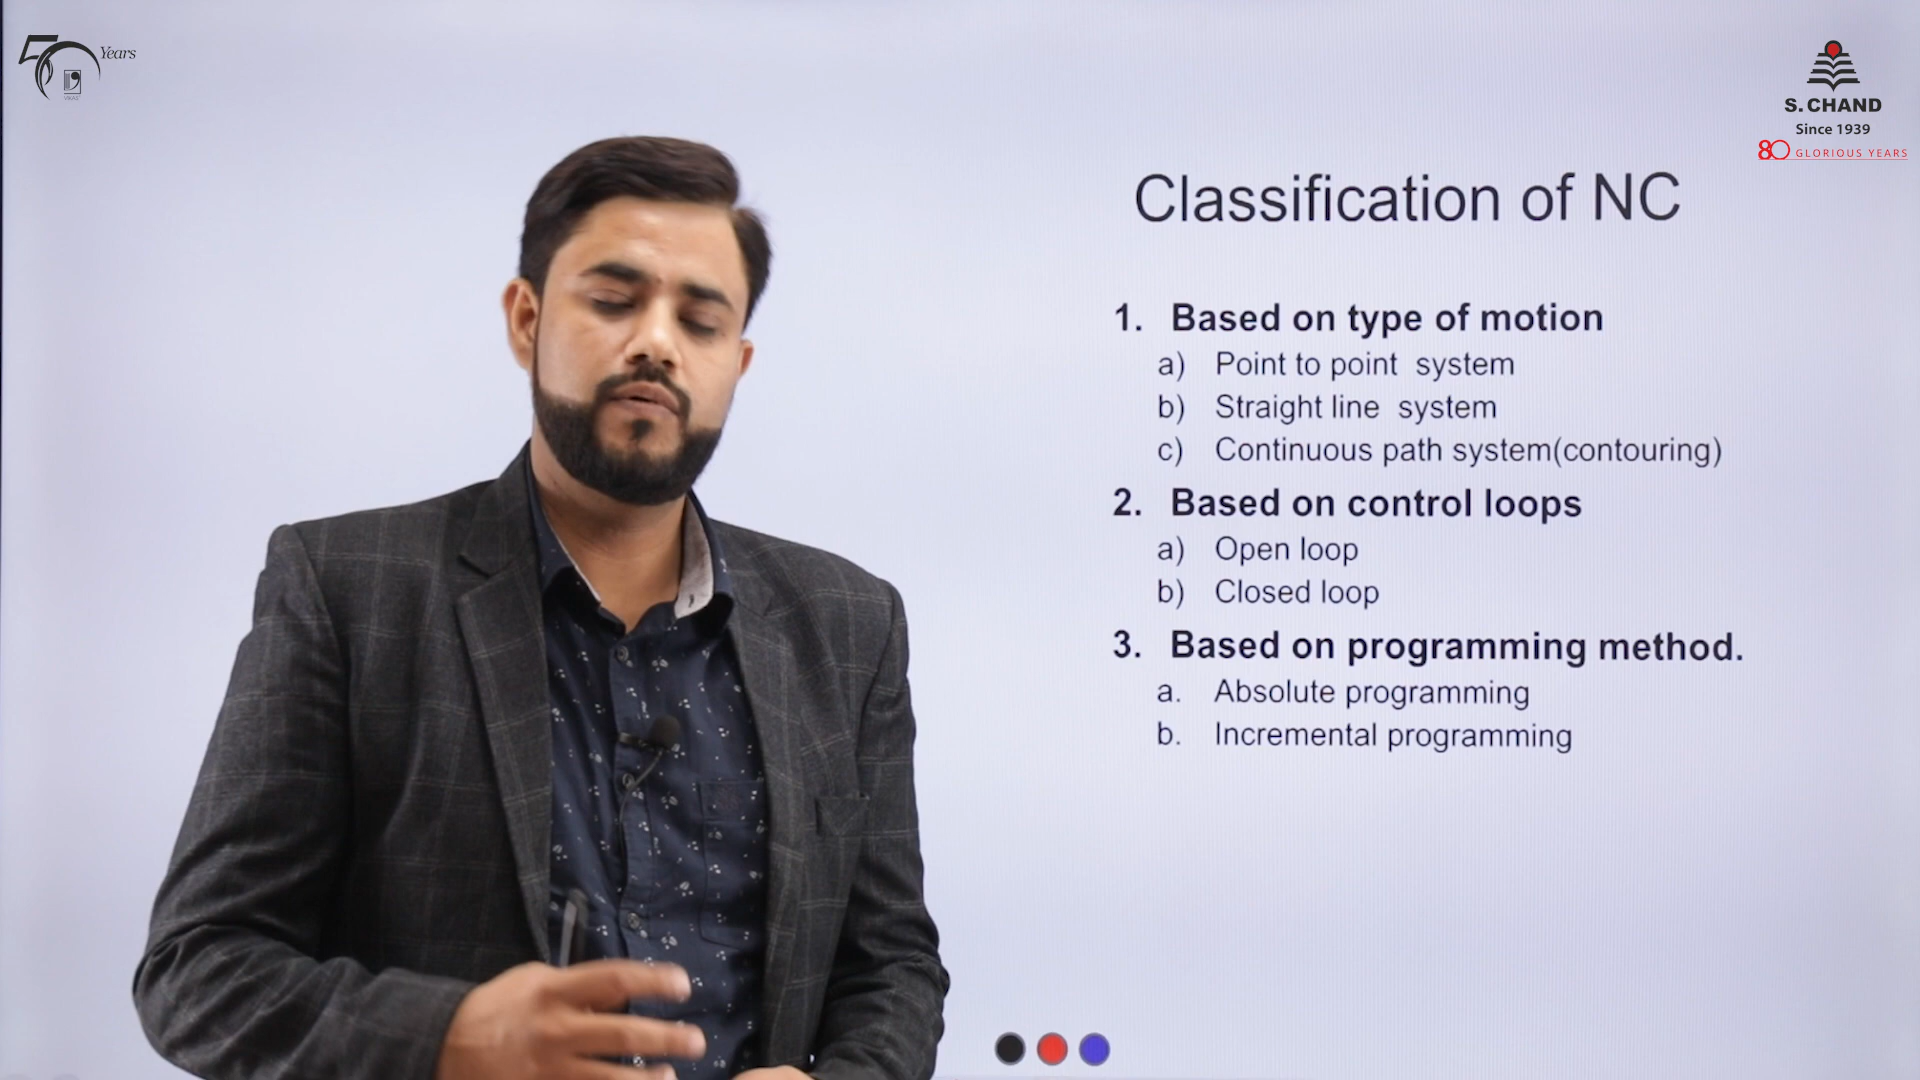 50 Years
VIKAS
S. CHAND
Since 1939
80 GLORIOUS YEARS
Classification of NC
1. Based on type of motion
a) Point to point system
b) Straight line system
c) Continuous path system(contouring)
2. Based on control loops
a) Open loop
b) Closed loop
3. Based on programming method.
a. Absolute programming
b. Incremental programming